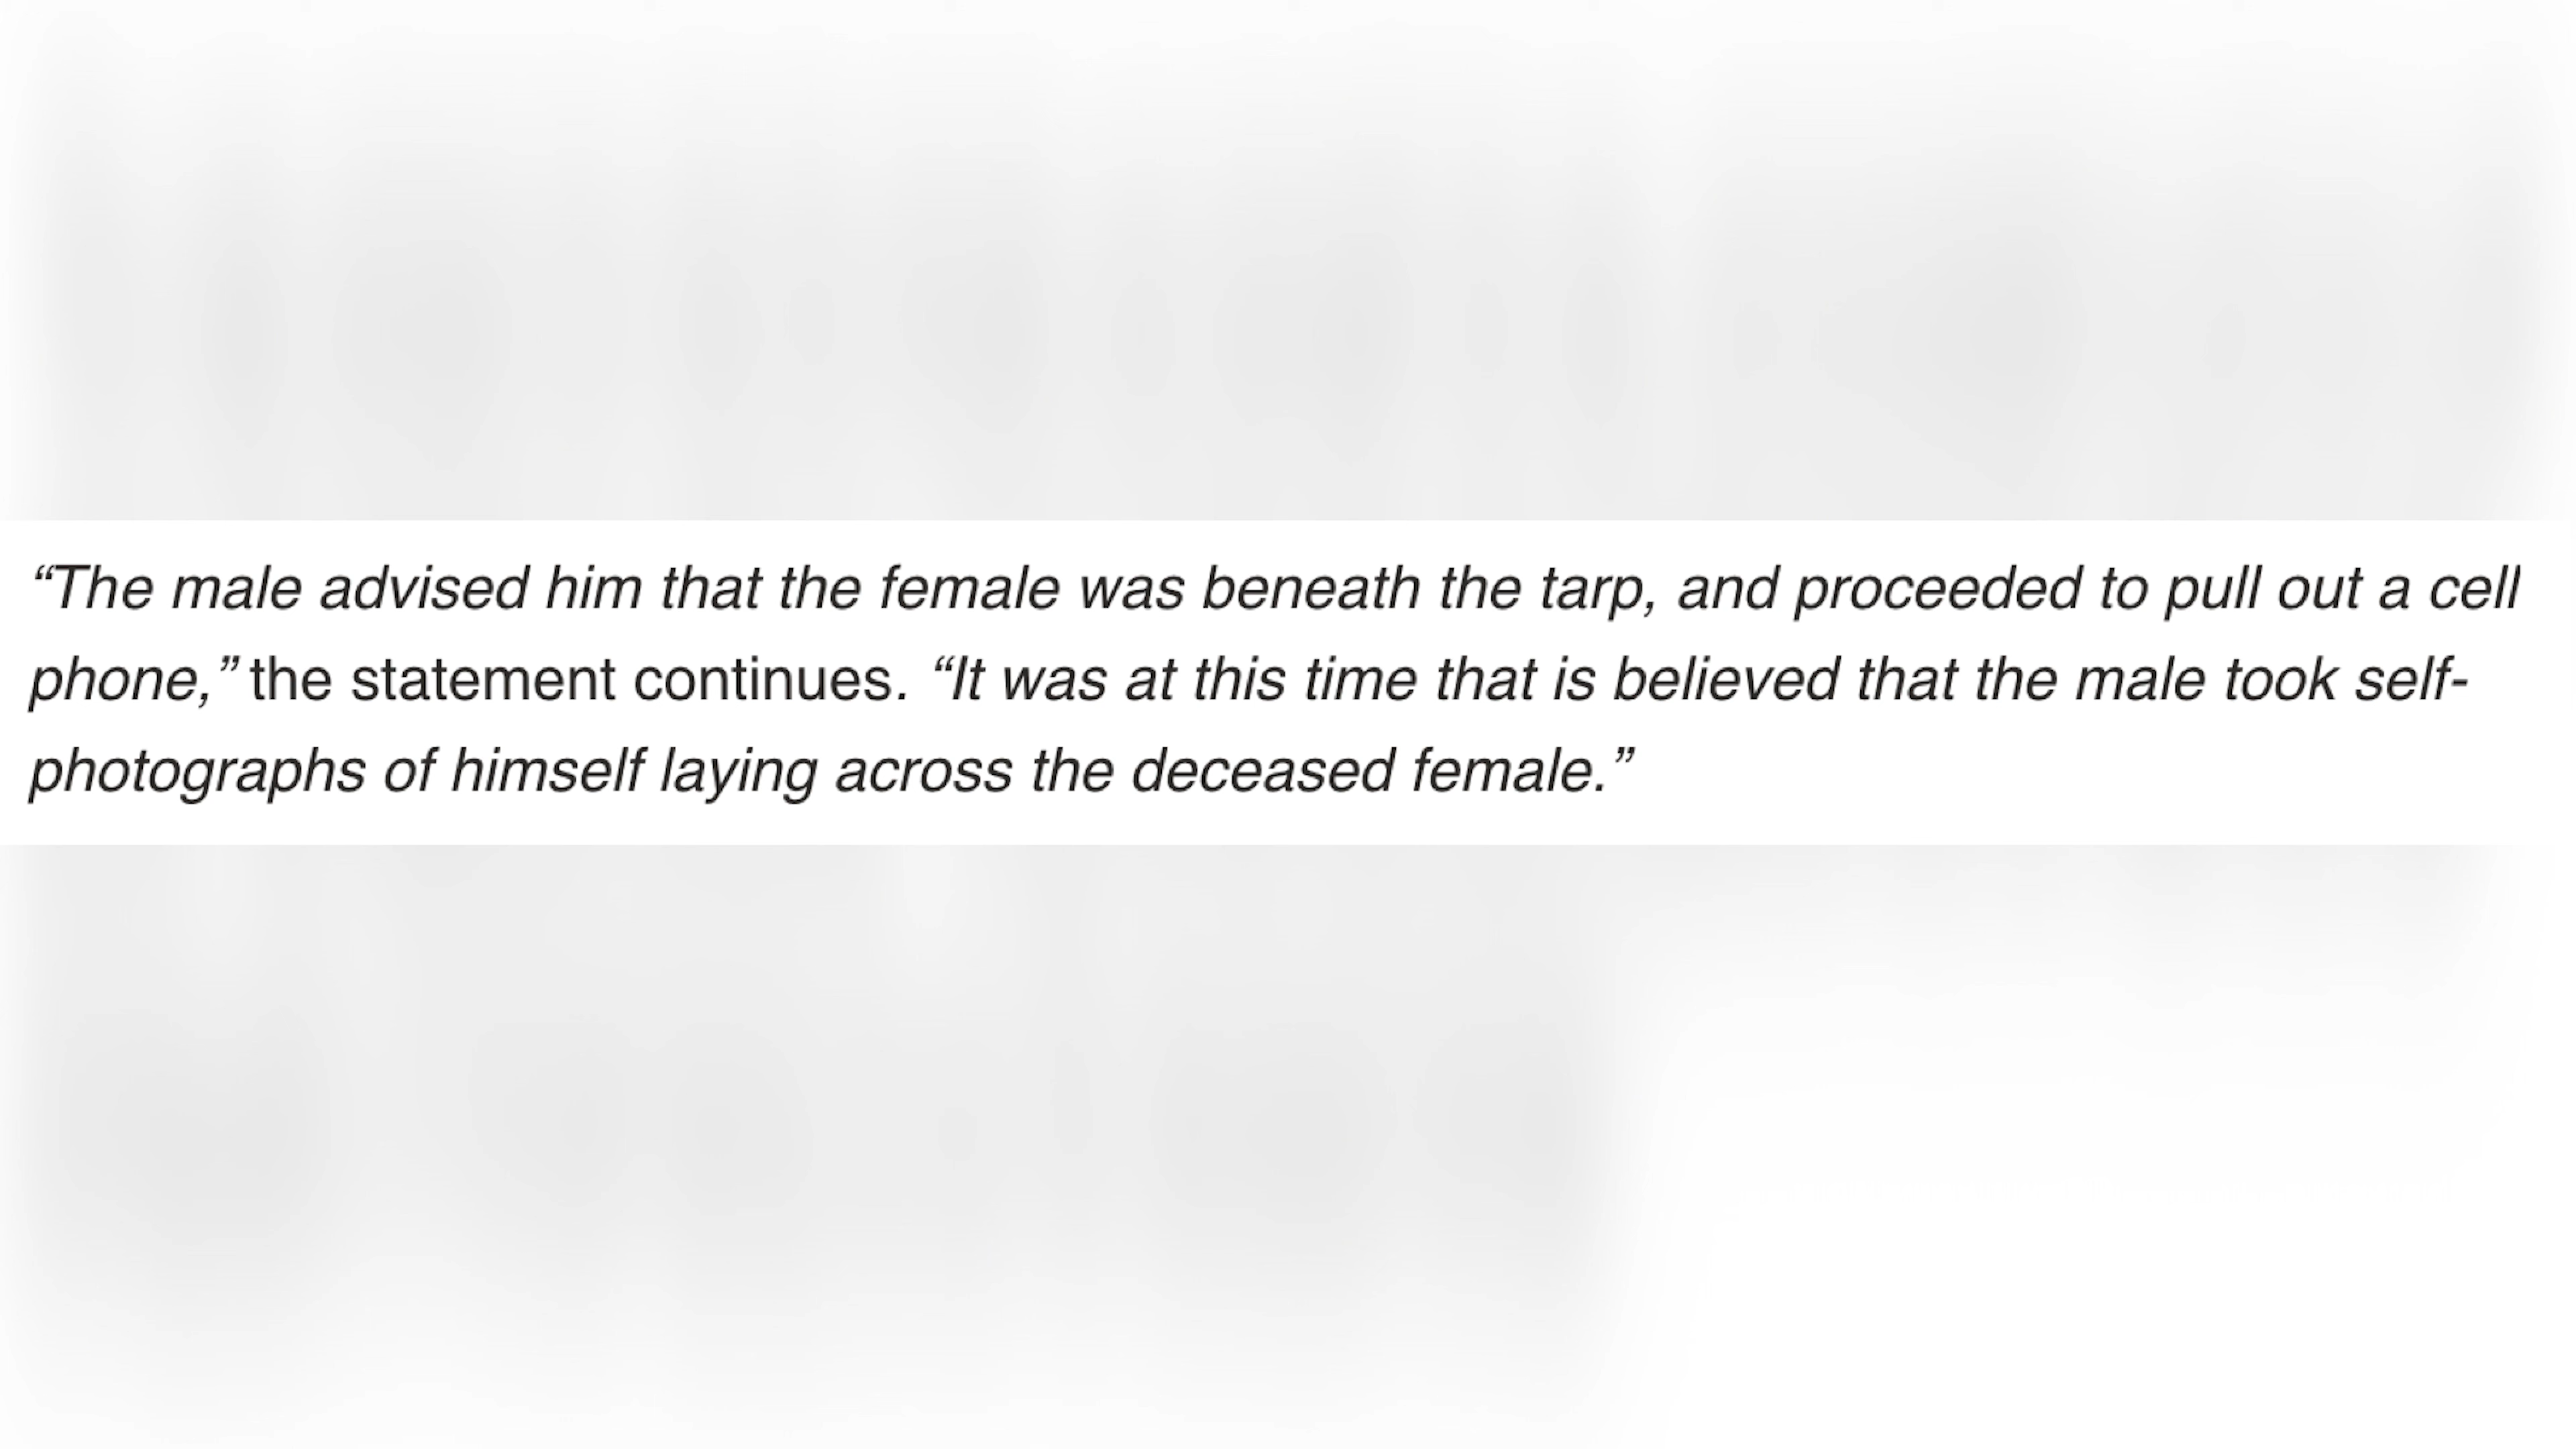 “The male advised him that the female was beneath the tarp, and proceeded to pull out a cell
phone,” the statement continues. “It was at this time that is believed that the male took self-
photographs of himself laying across the deceased female.”